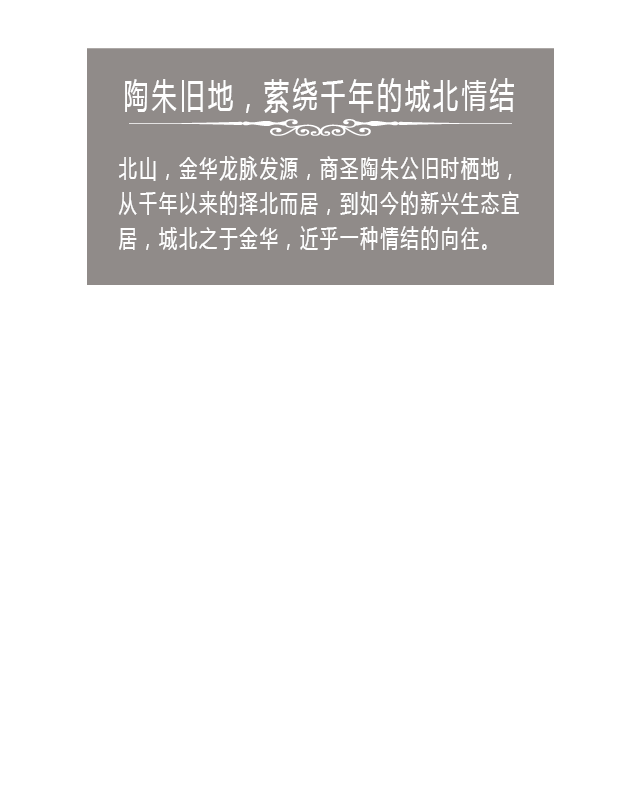 陶朱旧地，萦绕千年的城北情结
北山，金华龙脉发源，商圣陶朱公旧时栖地，
从千年以来的择北而居，到如今的新兴生态宜
居，城北之于金华，近乎一种情结的向往。